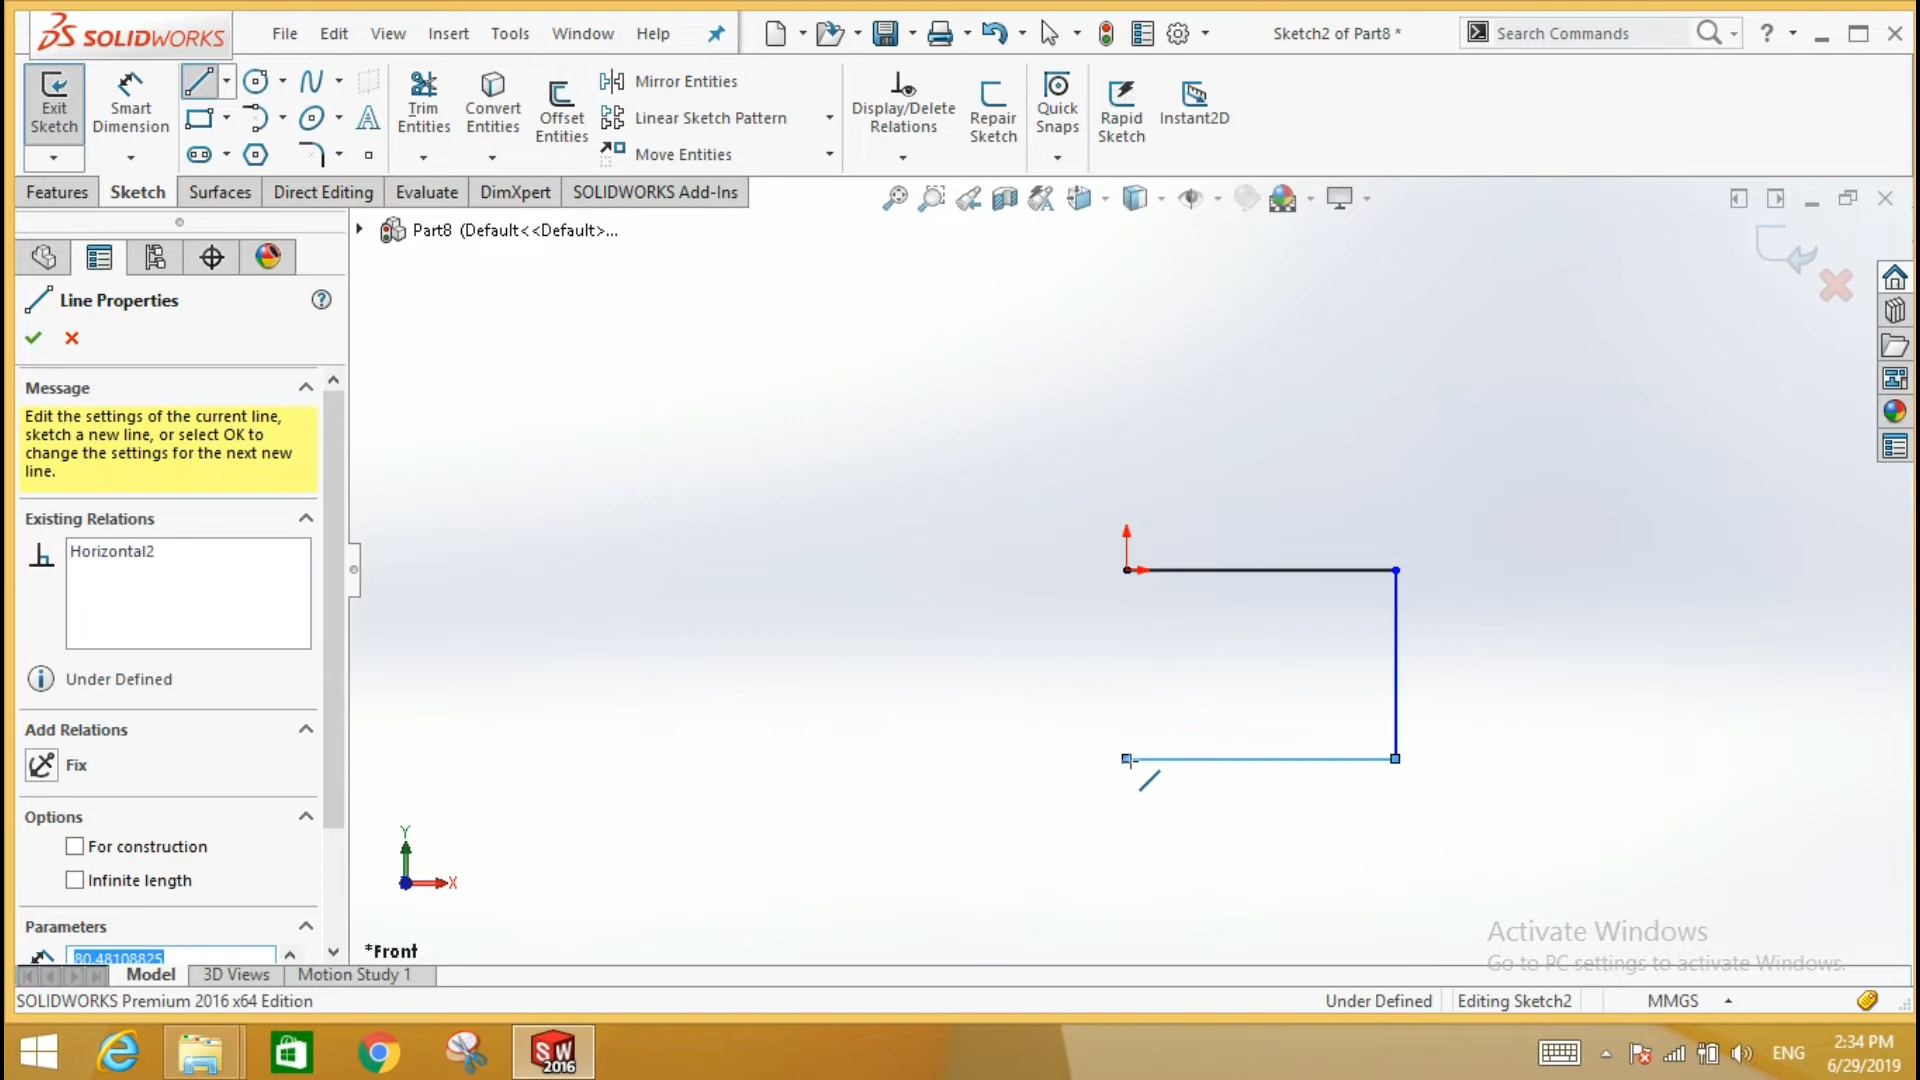 SOLIDWORKS
File Edit View Insert Tools Window Help
Sketch2 of Part8 *
Search Commands
Exit Sketch
Smart Dimension
Trim Entities
Convert Entities
Offset Entities
Mirror Entities
Linear Sketch Pattern
Move Entities
Display/Delete Relations
Repair Sketch
Quick Snaps
Rapid Sketch
Instant2D
Features Sketch Surfaces Direct Editing Evaluate DimXpert SOLIDWORKS Add-Ins
Part8 (Default<<Default>...
Line Properties
Message
Edit the settings of the current line,
sketch a new line, or select OK to
change the settings for the next new
line.
Existing Relations
Horizontal2
Under Defined
Add Relations
Fix
Options
For construction
Infinite length
Parameters
80.48108825
Y
X
*Front
Activate Windows
Go to PC settings to activate Windows.
Model 3D Views Motion Study 1
SOLIDWORKS Premium 2016 x64 Edition
Under Defined Editing Sketch2 MMGS
SW 2016
ENG
2:34 PM
6/29/2019